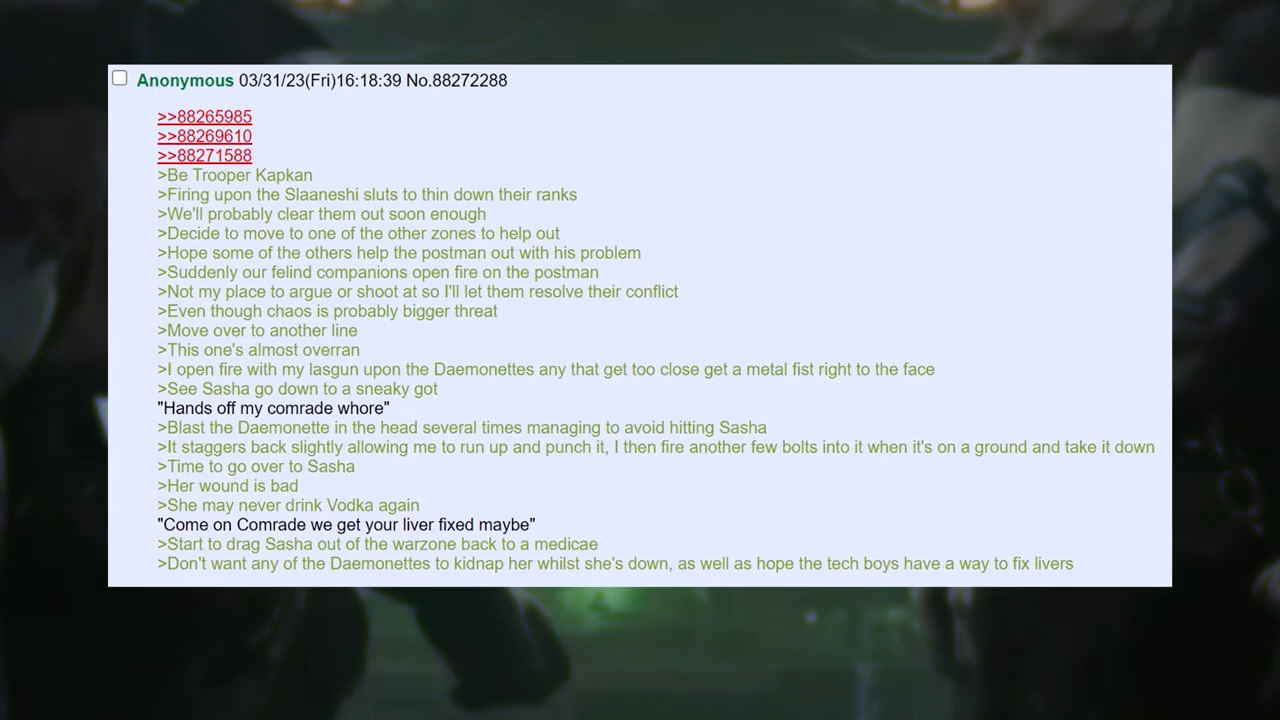 Anonymous 03/31/23(Fri)16:18:39 No.88272288
>>88265985
>>88269610
>>88271588
>Be Trooper Kapkan
>Firing upon the Slaaneshi sluts to thin down their ranks
>We'll probably clear them out soon enough
>Decide to move to one of the other zones to help out
>Hope some of the others help the postman out with his problem
>Suddenly our felind companions open fire on the postman
>Not my place to argue or shoot at so I'll let them resolve their conflict
>Even though chaos is probably bigger threat
>Move over to another line
>This one's almost overran
>I open fire with my lasgun upon the Daemonettes any that get too close get a metal fist right to the face
>See Sasha go down to a sneaky got
"Hands off my comrade whore"
>Blast the Daemonette in the head several times managing to avoid hitting Sasha
>It staggers back slightly allowing me to run up and punch it, I then fire another few bolts into it when it's on a ground and take it down
>Time to go over to Sasha
>Her wound is bad
>She may never drink Vodka again
"Come on Comrade we get your liver fixed maybe"
>Start to drag Sasha out of the warzone back to a medicae
>Don't want any of the Daemonettes to kidnap her whilst she's down, as well as hope the tech boys have a way to fix livers